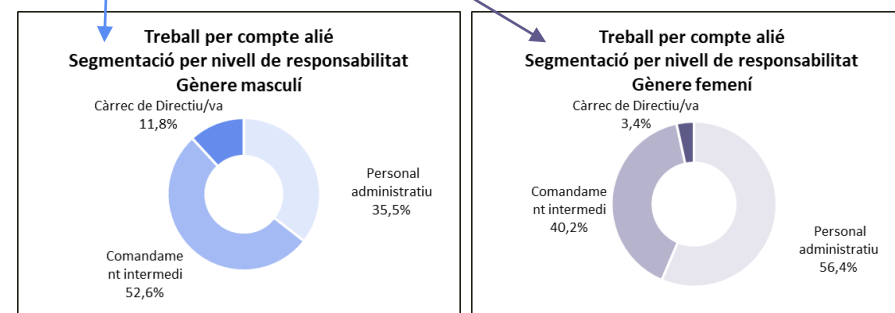 Treball per compte alié
Segmentació per nivell de responsabilitat
Gènere masculí
Càrrec de Directiu/va
11,8%
Personal
administratiu
35,5%
Comandame
nt intermedi
52,6%
Treball per compte alié
Segmentació per nivell de responsabilitat
Gènere femení
Càrrec de Directiu/va
3,4%
Comandame
nt intermedi
40,2%
Personal
administratiu
56,4%